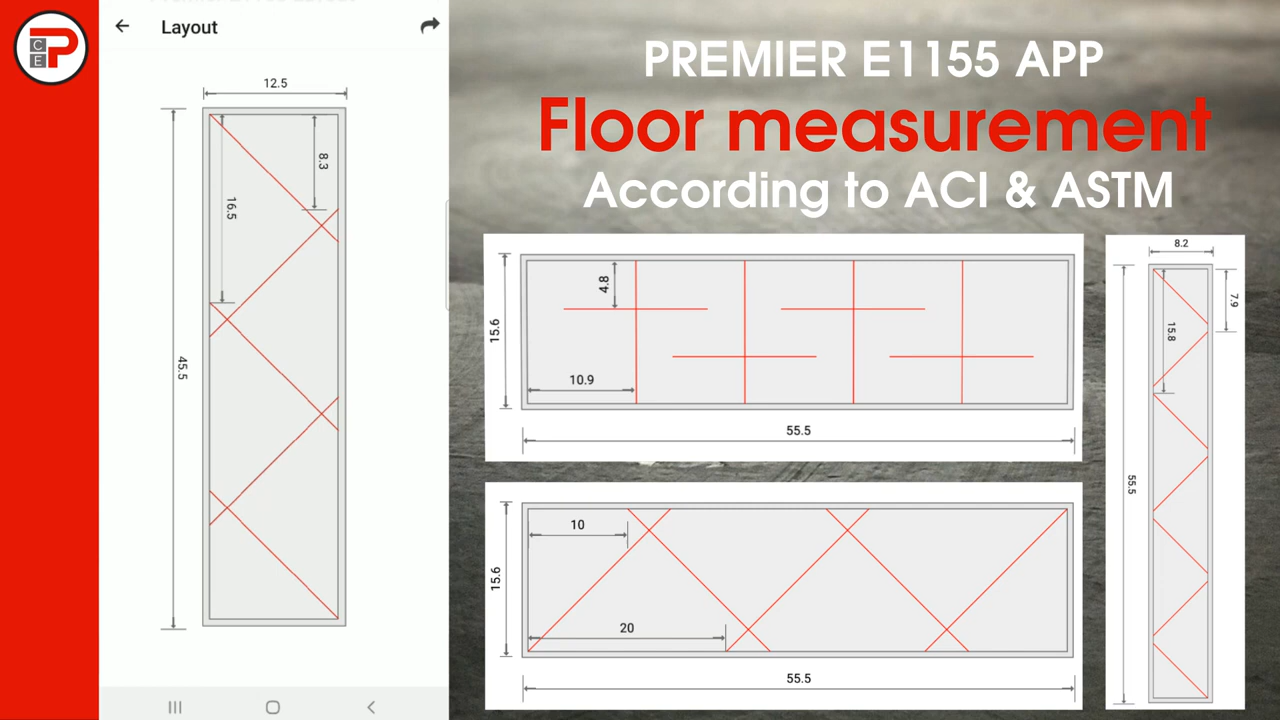 CE
P
Layout
12.5
8.3
16.5
45.5
PREMIER E1155 APP
Floor measurement
According to ACI & ASTM
4.8
15.6
10.9
55.5
10
15.6
20
55.5
8.2
7.9
15.8
55.5